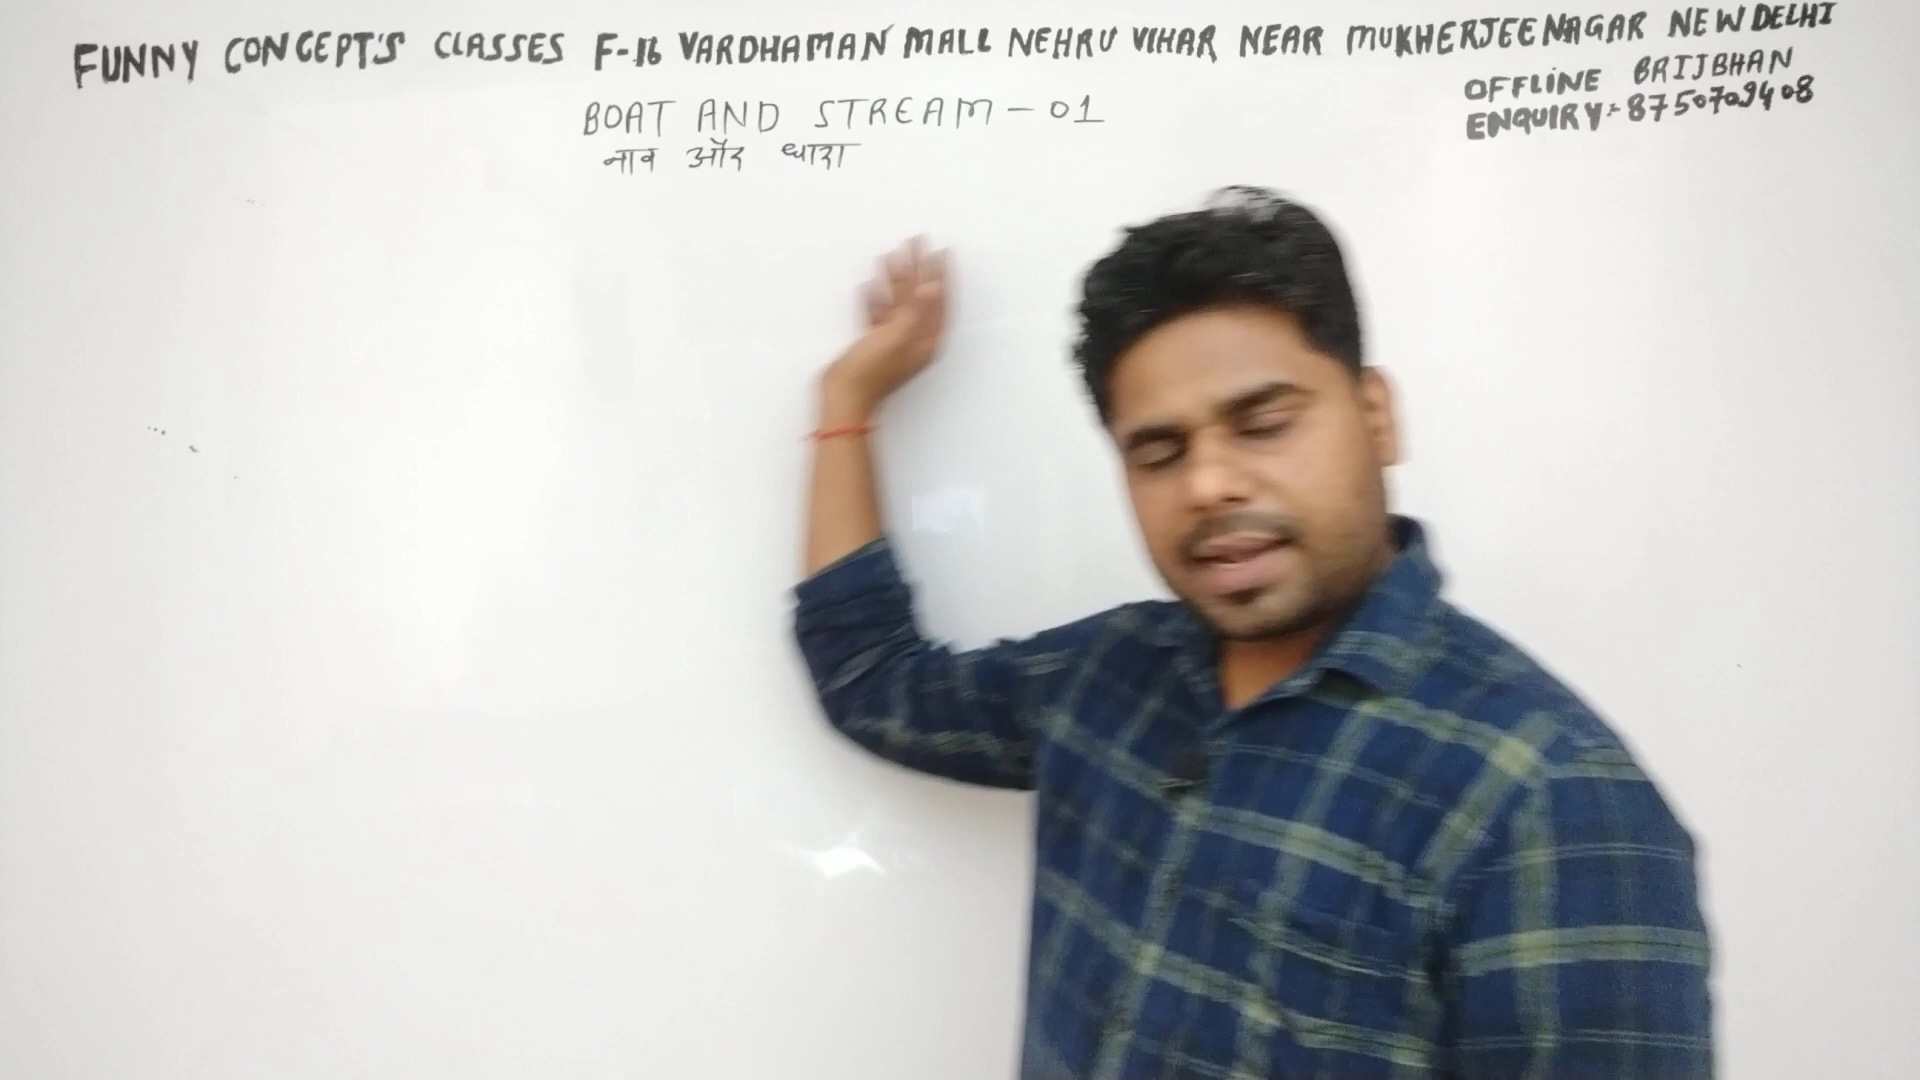 FUNNY CONCEPT'S CLASSES F-16 VARDHAMAN MALL NEHRU VIHAR NEAR MUKHERJEE NAGAR NEW DELHI
OFFLINE BRIJBHAN
ENQUIRY:- 8750709408
BOAT AND STREAM - 01
नाव और धारा